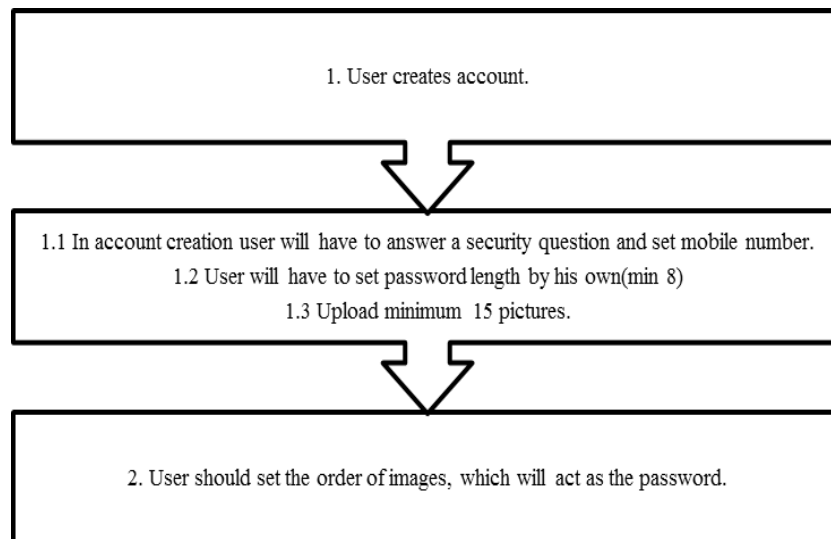 1. User creates account.
1.1 In account creation user will have to answer a security question and set mobile number.
1.2 User will have to set password length by his own(min 8)
1.3 Upload minimum 15 pictures.
2. User should set the order of images, which will act as the password.